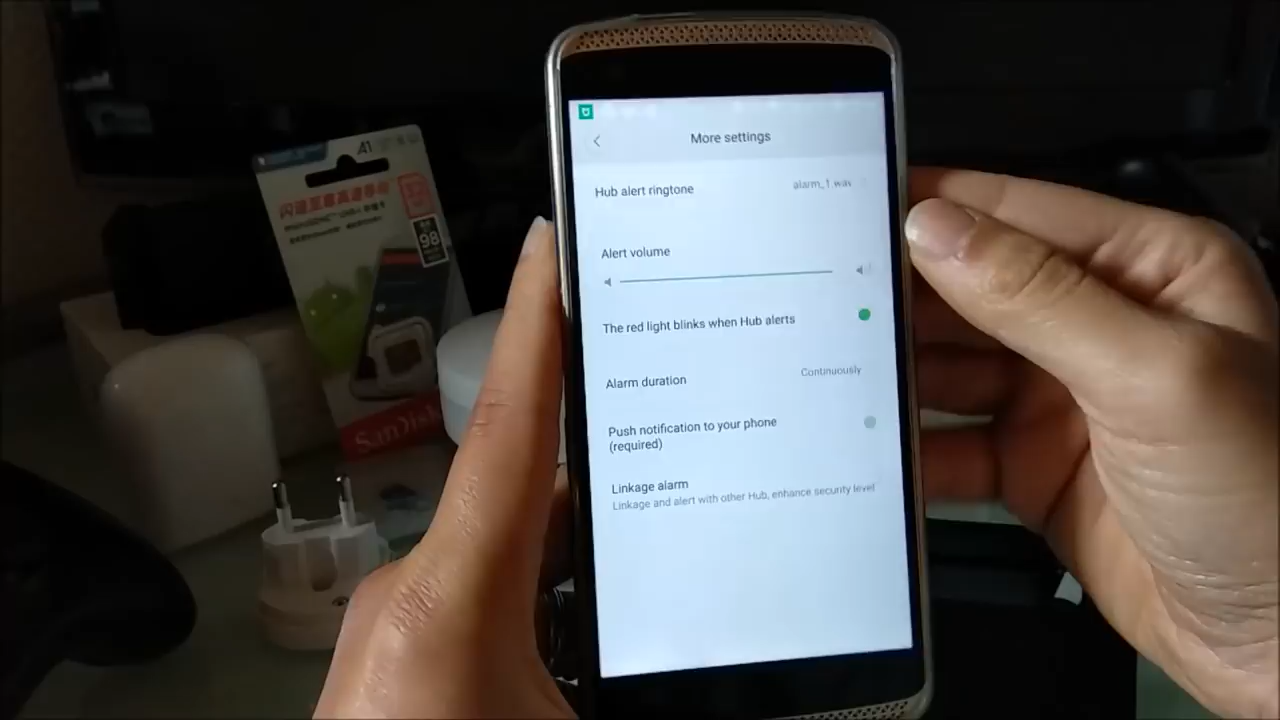 More settings
Hub alert ringtone
alarm_1.wav
Alert volume
The red light blinks when Hub alerts
Alarm duration
Continuously
Push notification to your phone
(required)
Linkage alarm
Linkage and alert with other Hub, enhance security level
A1
98
SanDisk